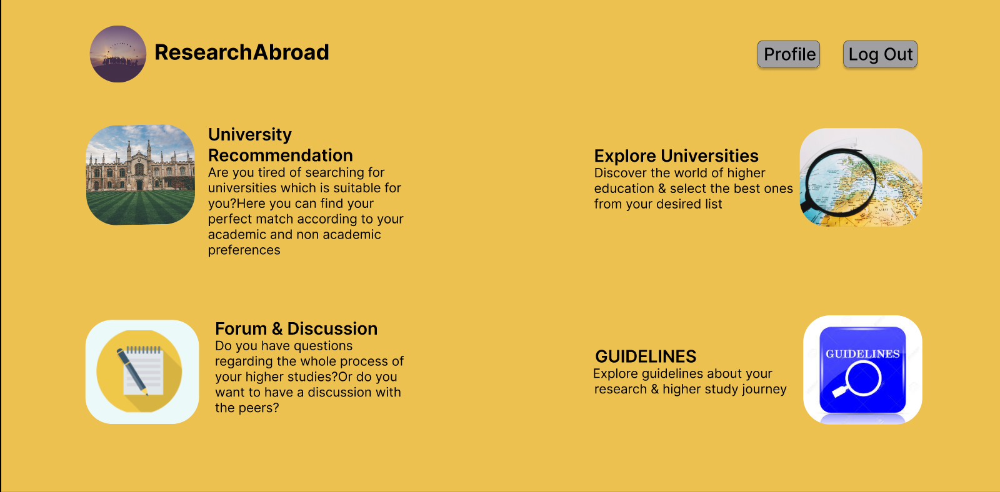 ResearchAbroad
Profile
Log Out
University
Recommendation
Are you tired of searching for
universities which is suitable for
you?Here you can find your
perfect match according to your
academic and non academic
preferences
Explore Universities
Discover the world of higher
education & select the best ones
from your desired list
Forum & Discussion
Do you have questions
regarding the whole process of
your higher studies?Or do you
want to have a discussion with
the peers?
GUIDELINES
Explore guidelines about your
research & higher study journey
GUIDELINES